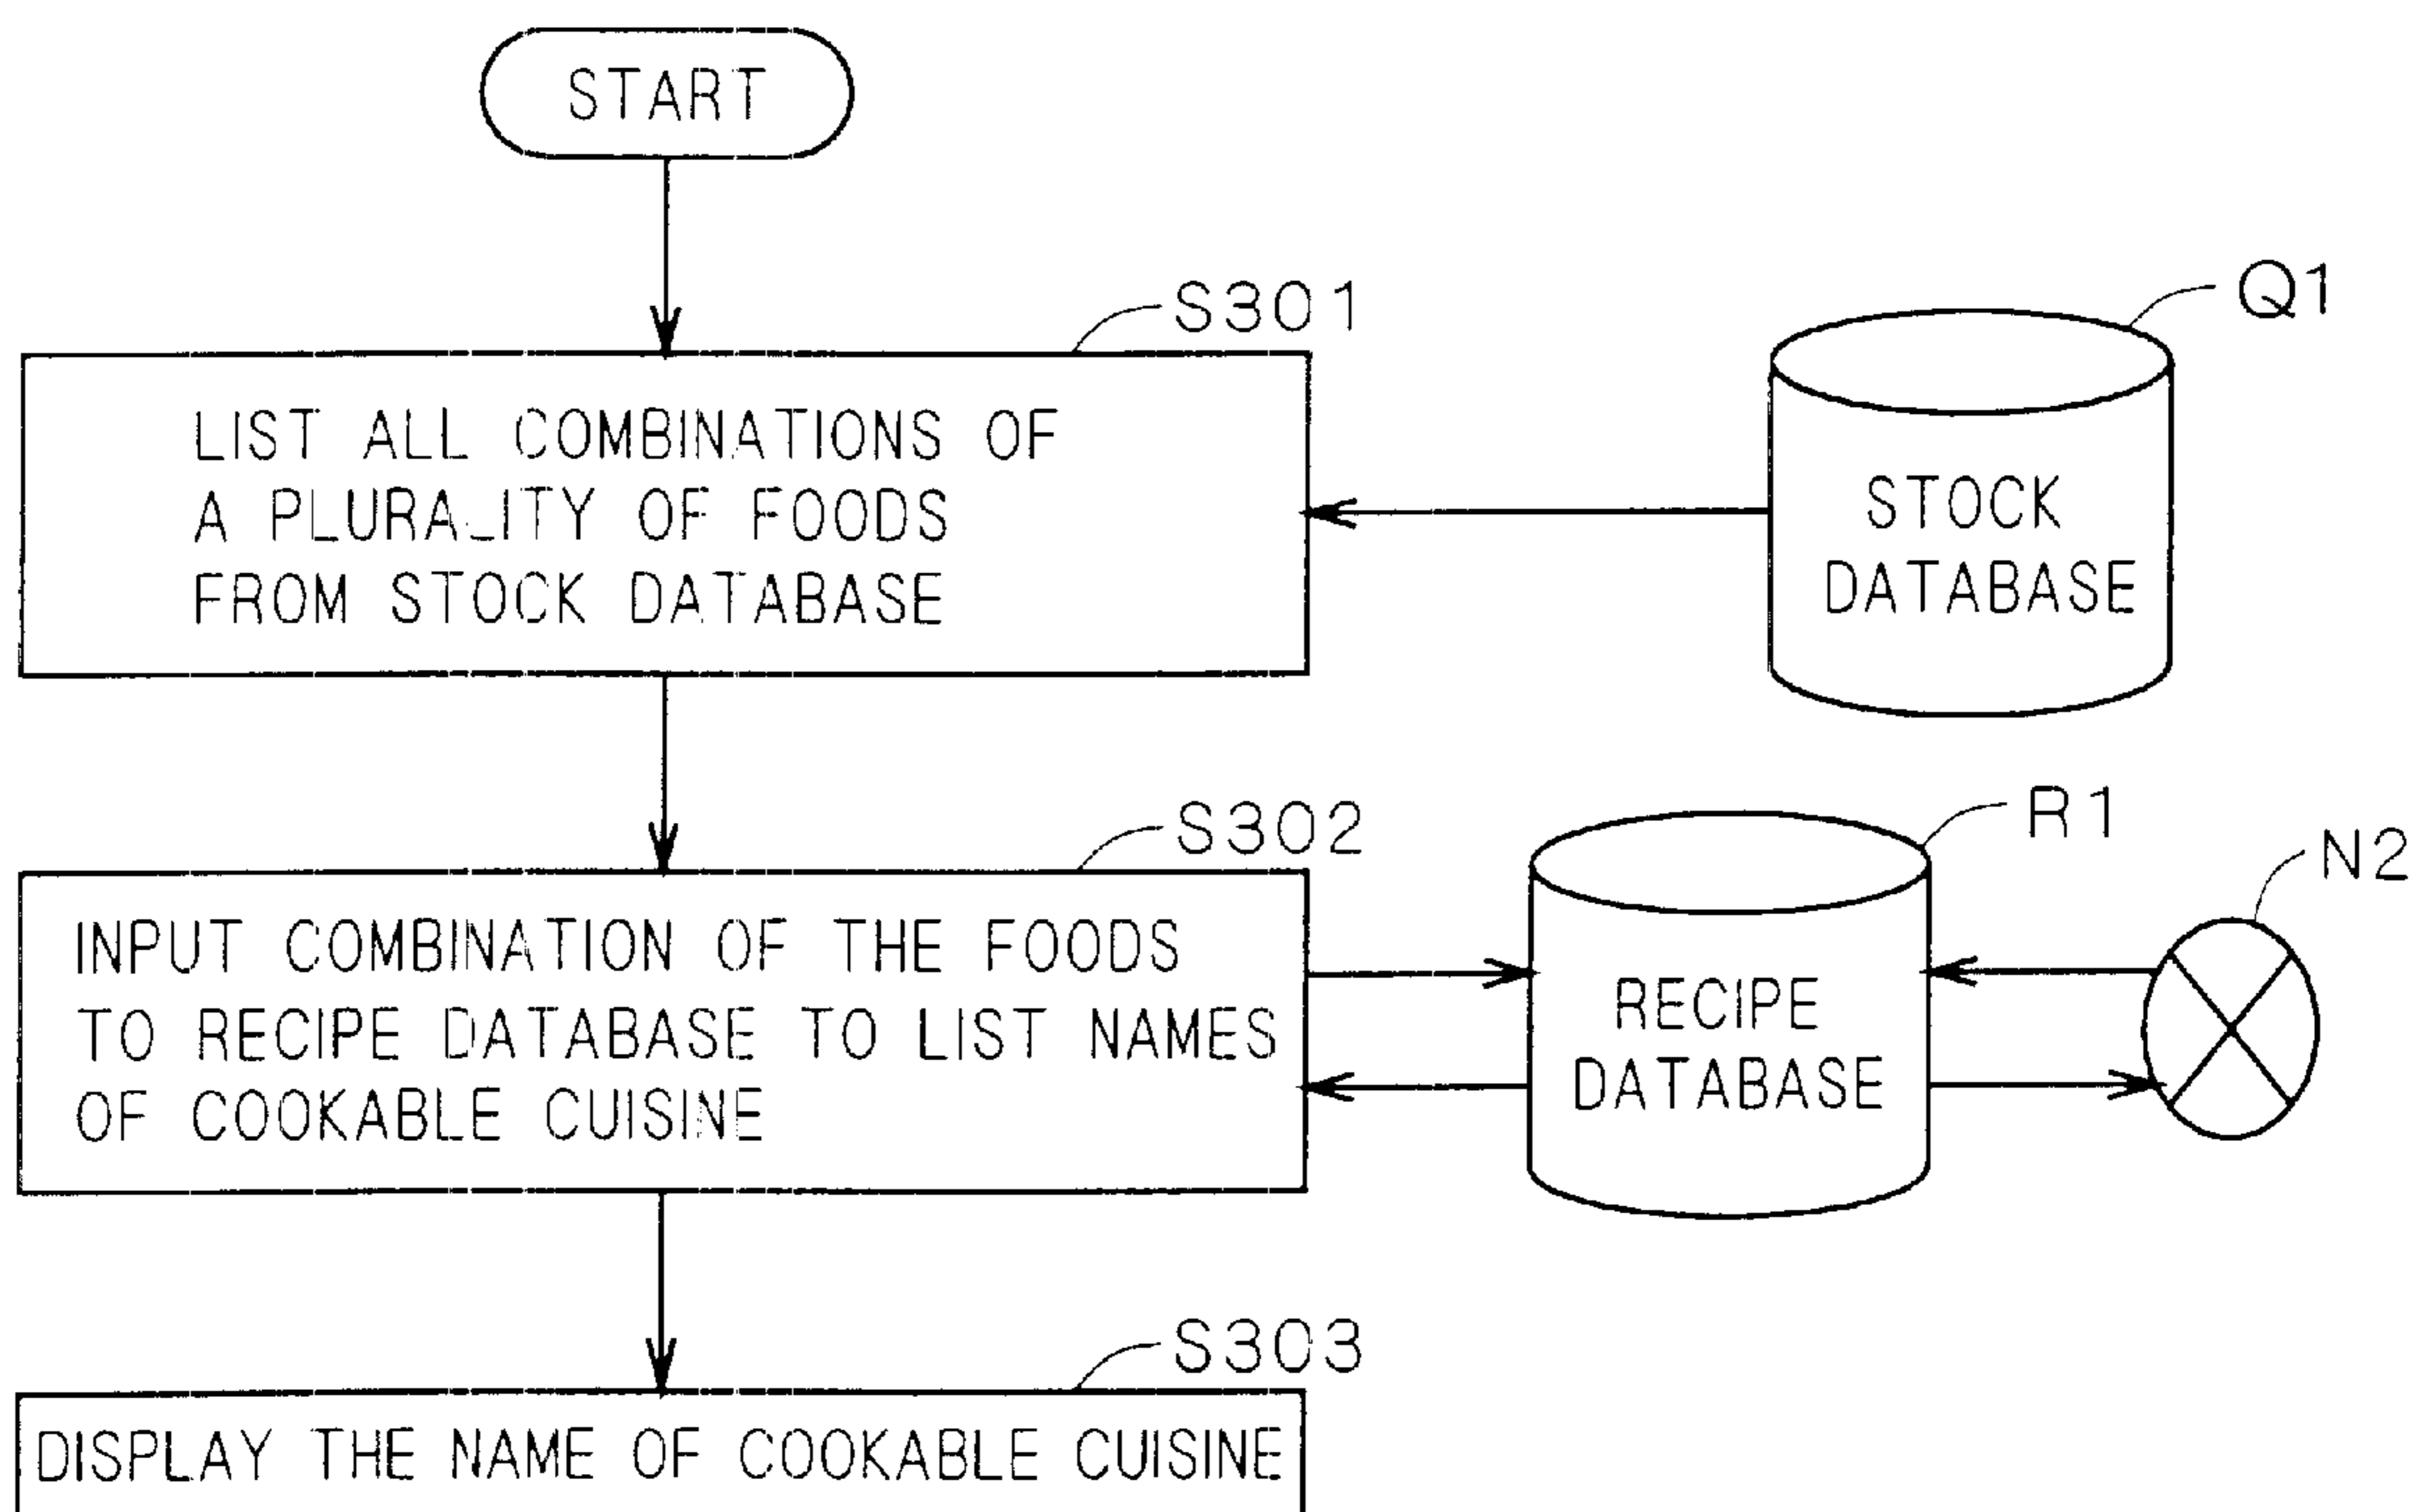 START
S301
Q1
LIST ALL COMBINATIONS OF
A PLURALITY OF FOODS
FROM STOCK DATABASE
STOCK
DATABASE
S302
R1
N2
INPUT COMBINATION OF THE FOODS
TO RECIPE DATABASE TO LIST NAMES
OF COOKABLE CUISINE
RECIPE
DATABASE
S303
DISPLAY THE NAME OF COOKABLE CUISINE